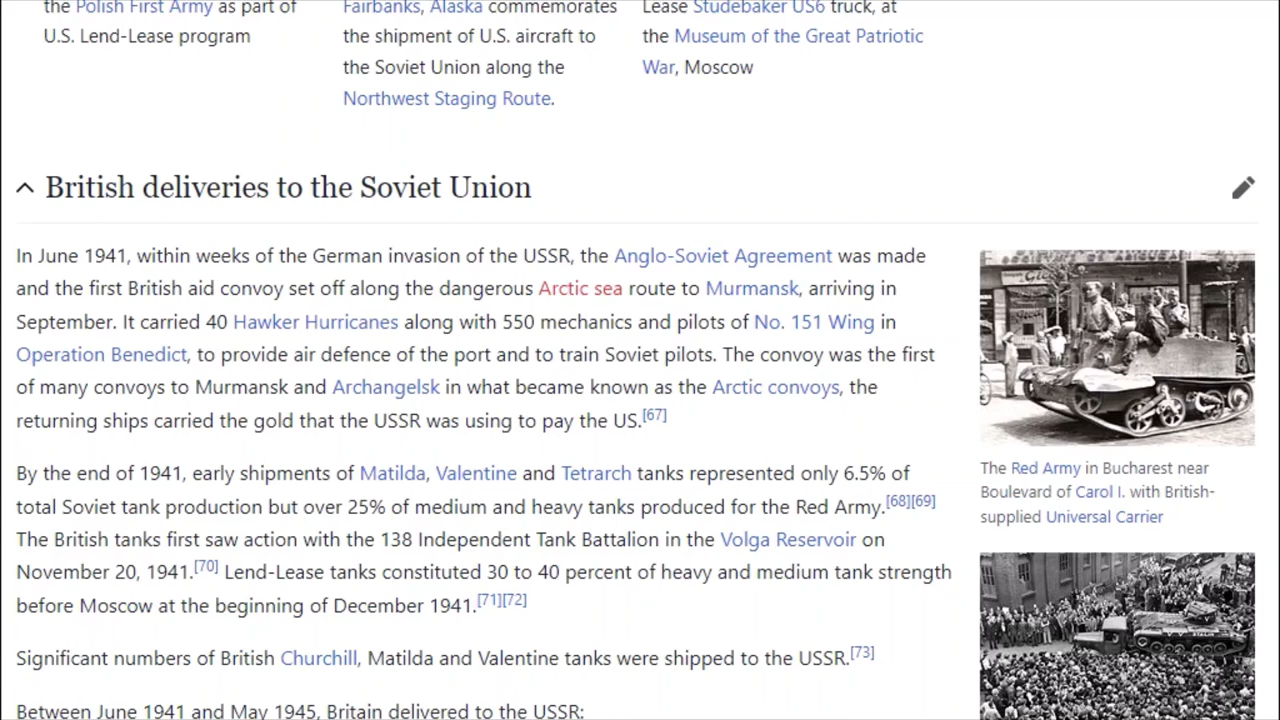 the Polish First Army as part of
U.S. Lend-Lease program
Fairbanks, Alaska commemorates
the shipment of U.S. aircraft to
the Soviet Union along the
Northwest Staging Route.
Lease Studebaker US6 truck, at
the Museum of the Great Patriotic
War, Moscow
British deliveries to the Soviet Union
In June 1941, within weeks of the German invasion of the USSR, the Anglo-Soviet Agreement was made
and the first British aid convoy set off along the dangerous Arctic sea route to Murmansk, arriving in
September. It carried 40 Hawker Hurricanes along with 550 mechanics and pilots of No. 151 Wing in
Operation Benedict, to provide air defence of the port and to train Soviet pilots. The convoy was the first
of many convoys to Murmansk and Archangelsk in what became known as the Arctic convoys, the
returning ships carried the gold that the USSR was using to pay the US.[67]
By the end of 1941, early shipments of Matilda, Valentine and Tetrarch tanks represented only 6.5% of
total Soviet tank production but over 25% of medium and heavy tanks produced for the Red Army.[68][69]
The British tanks first saw action with the 138 Independent Tank Battalion in the Volga Reservoir on
November 20, 1941.[70] Lend-Lease tanks constituted 30 to 40 percent of heavy and medium tank strength
before Moscow at the beginning of December 1941.[71][72]
Significant numbers of British Churchill, Matilda and Valentine tanks were shipped to the USSR.[73]
Between June 1941 and May 1945, Britain delivered to the USSR:
The Red Army in Bucharest near
Boulevard of Carol I. with British-
supplied Universal Carrier